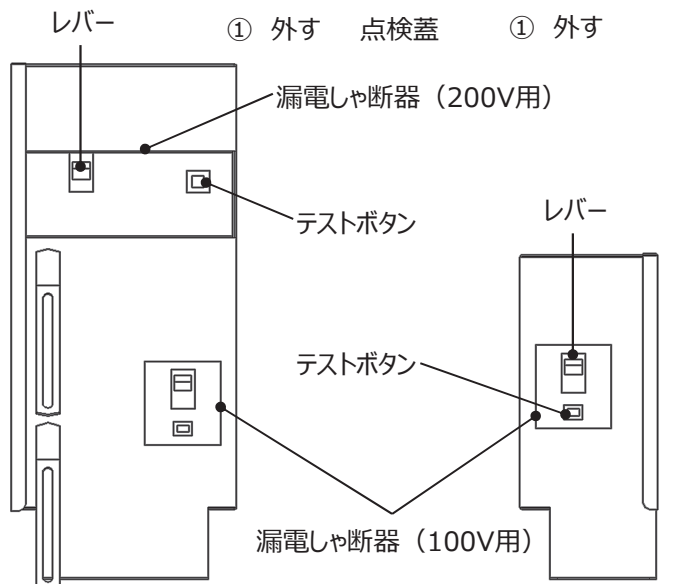 レバー
① 外す 点検蓋 ① 外す
漏電しゃ断器（200V用）
テストボタン
レバー
テストボタン
漏電しゃ断器（100V用）